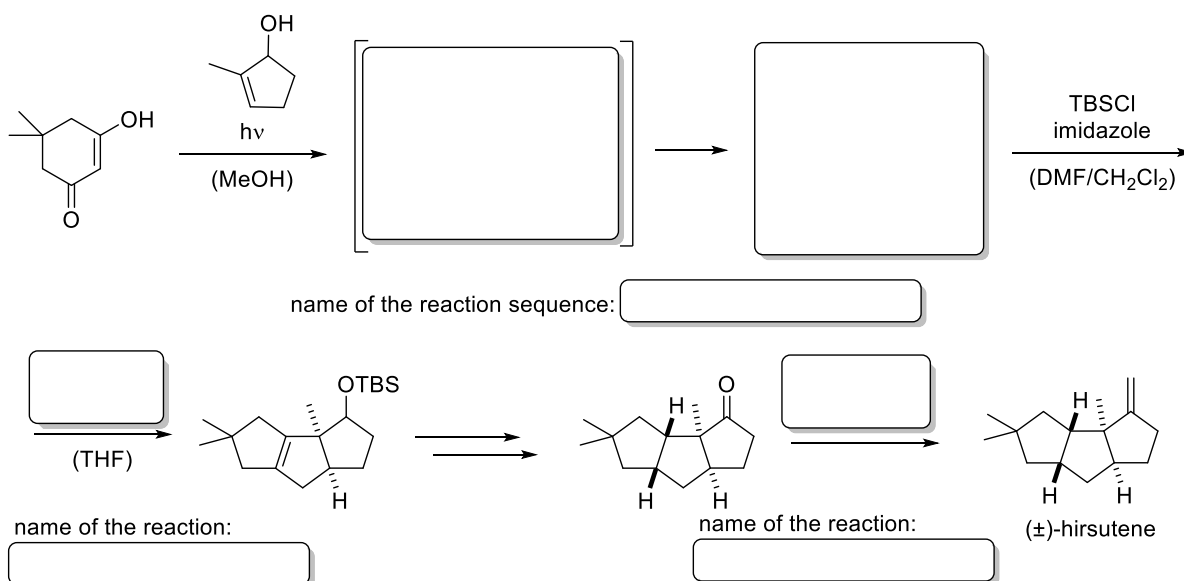 OH
OH
O
hν
(MeOH)
TBSCl
imidazole
(DMF/CH₂Cl₂)
name of the reaction sequence:
(THF)
OTBS
H
O
H
H
H
H
H
H
name of the reaction:
name of the reaction:
(±)-hirsutene